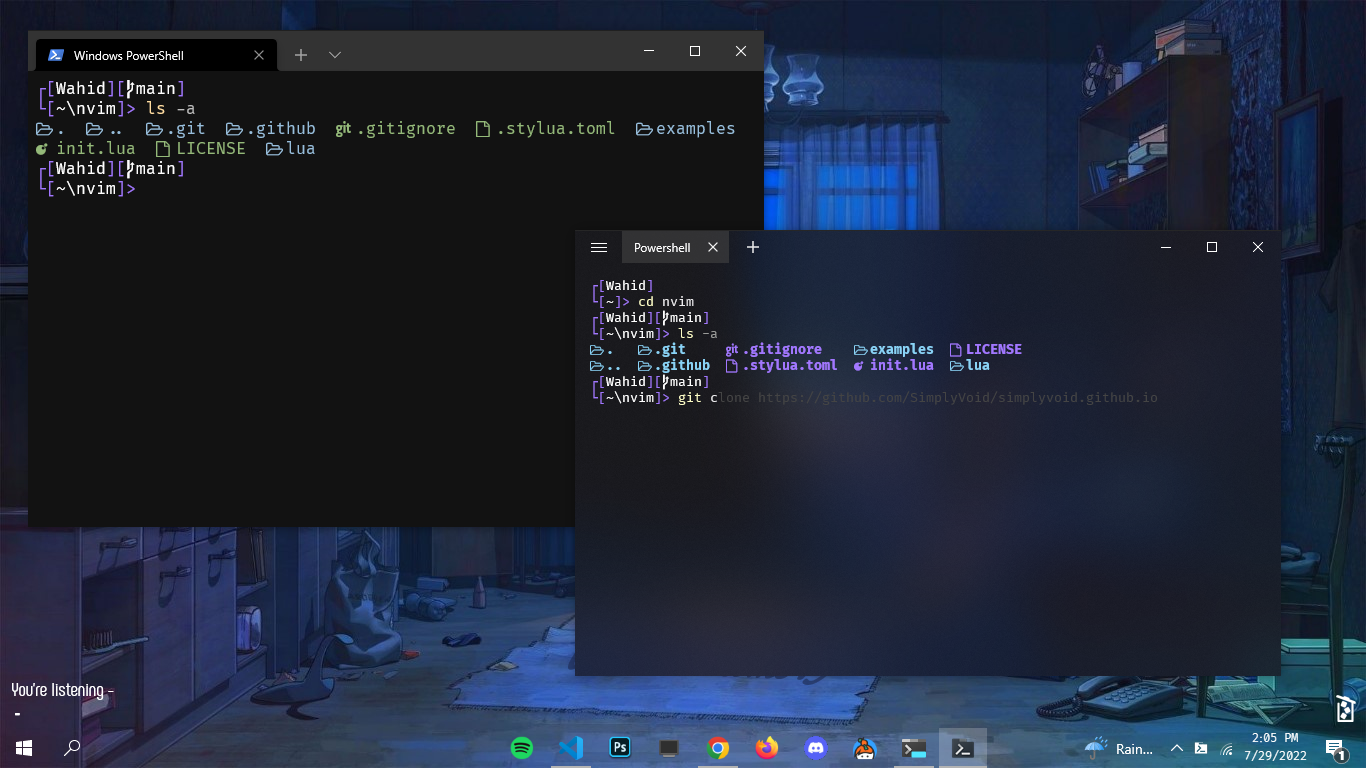 Windows PowerShell
[Wahid][main]
[~\nvim]> ls -a
. .. .git .github .gitignore .stylua.toml examples
init.lua LICENSE lua
[Wahid][main]
[~\nvim]>
Powershell
[Wahid]
[~]> cd nvim
[Wahid][main]
[~\nvim]> ls -a
. .git .gitignore examples LICENSE
.. .github .stylua.toml init.lua lua
[Wahid][main]
[~\nvim]> git clone https://github.com/SimplyVoid/simplyvoid.github.io
You're listening -
-
Ps
Rain...
2:05 PM
7/29/2022
1